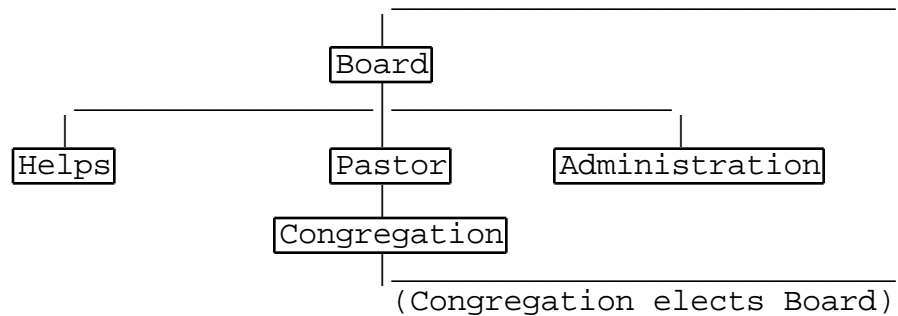 Board
Helps Pastor Administration
Congregation
(Congregation elects Board)